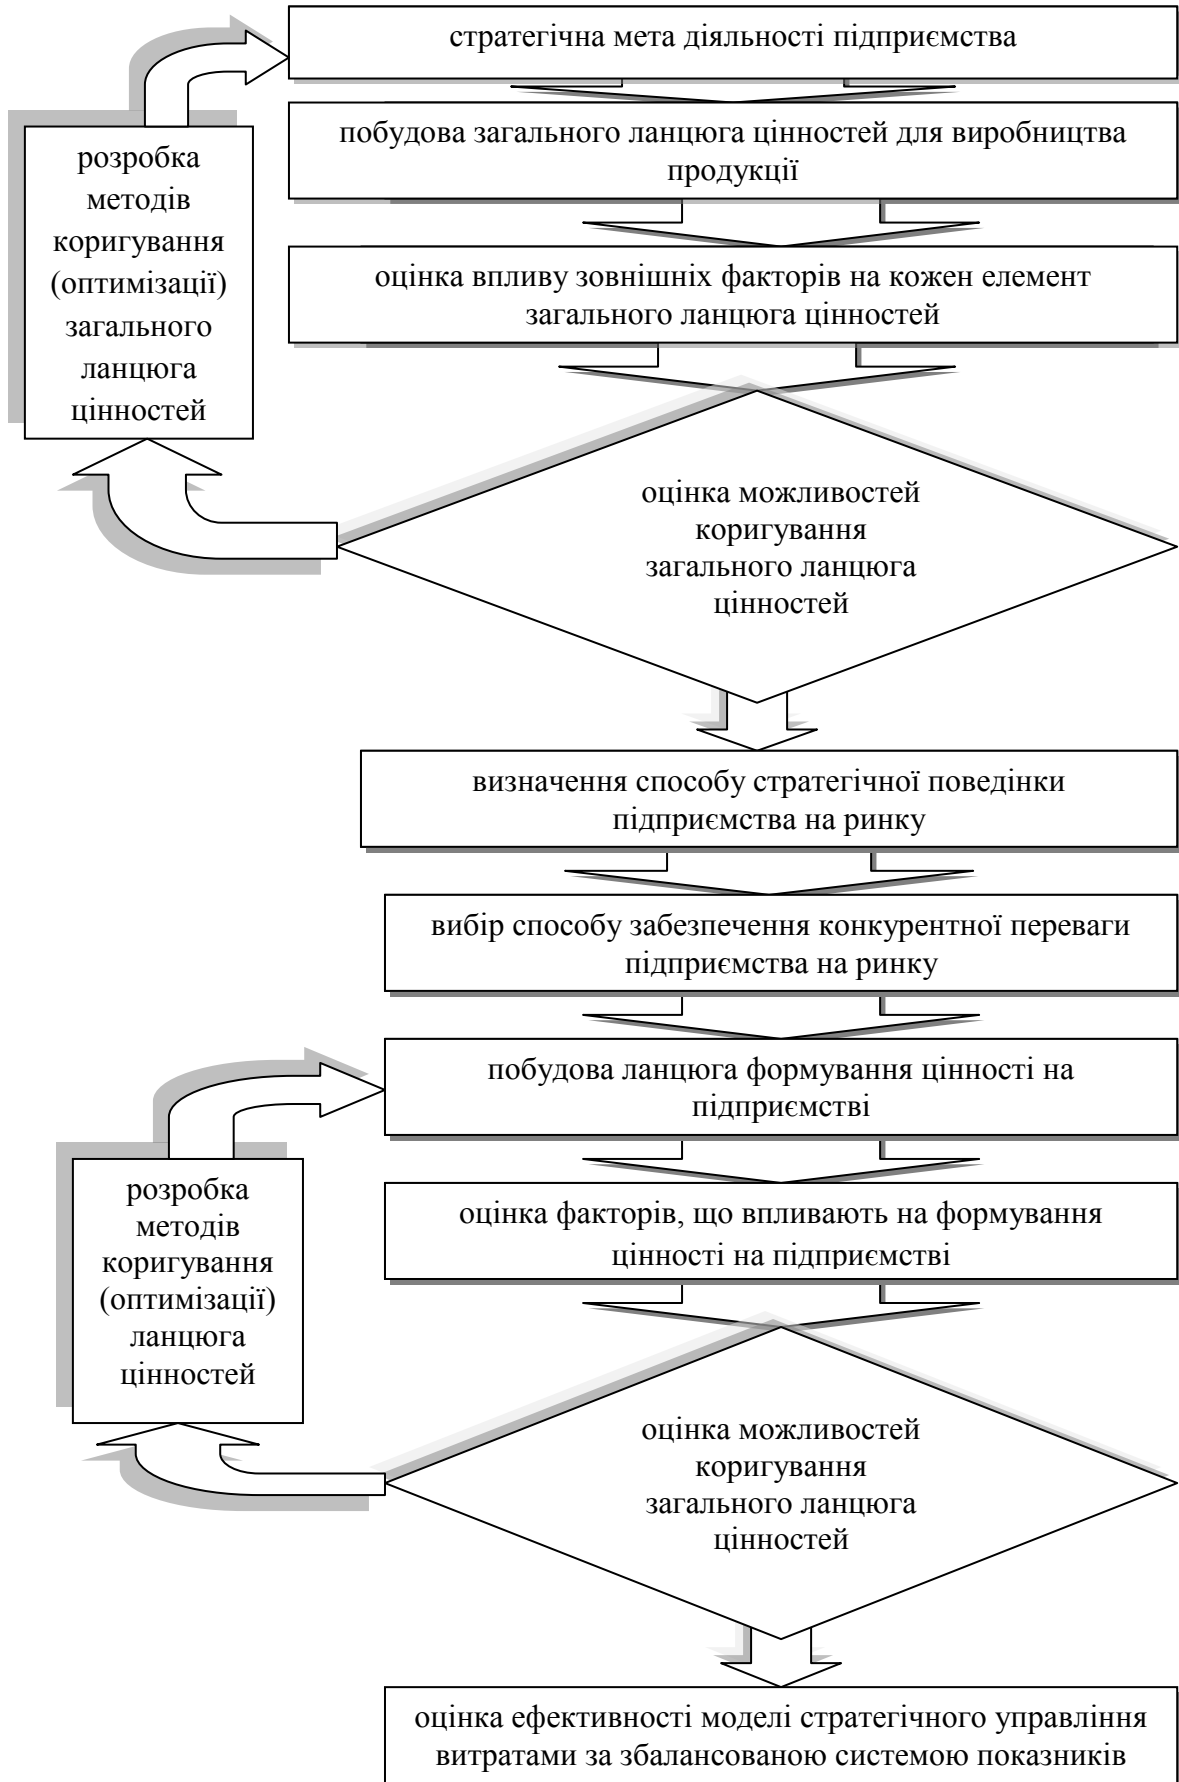 стратегічна мета діяльності підприємства
побудова загального ланцюга цінностей для виробництва
продукції
розробка
методів
коригування
(оптимізації)
загального
ланцюга
цінностей
оцінка впливу зовнішніх факторів на кожен елемент
загального ланцюга цінностей
оцінка можливостей
коригування
загального ланцюга
цінностей
визначення способу стратегічної поведінки
підприємства на ринку
вибір способу забезпечення конкурентної переваги
підприємства на ринку
побудова ланцюга формування цінності на
підприємстві
розробка
методів
коригування
(оптимізації)
ланцюга
цінностей
оцінка факторів, що впливають на формування
цінності на підприємстві
оцінка можливостей
коригування
загального ланцюга
цінностей
оцінка ефективності моделі стратегічного управління
витратами за збалансованою системою показників